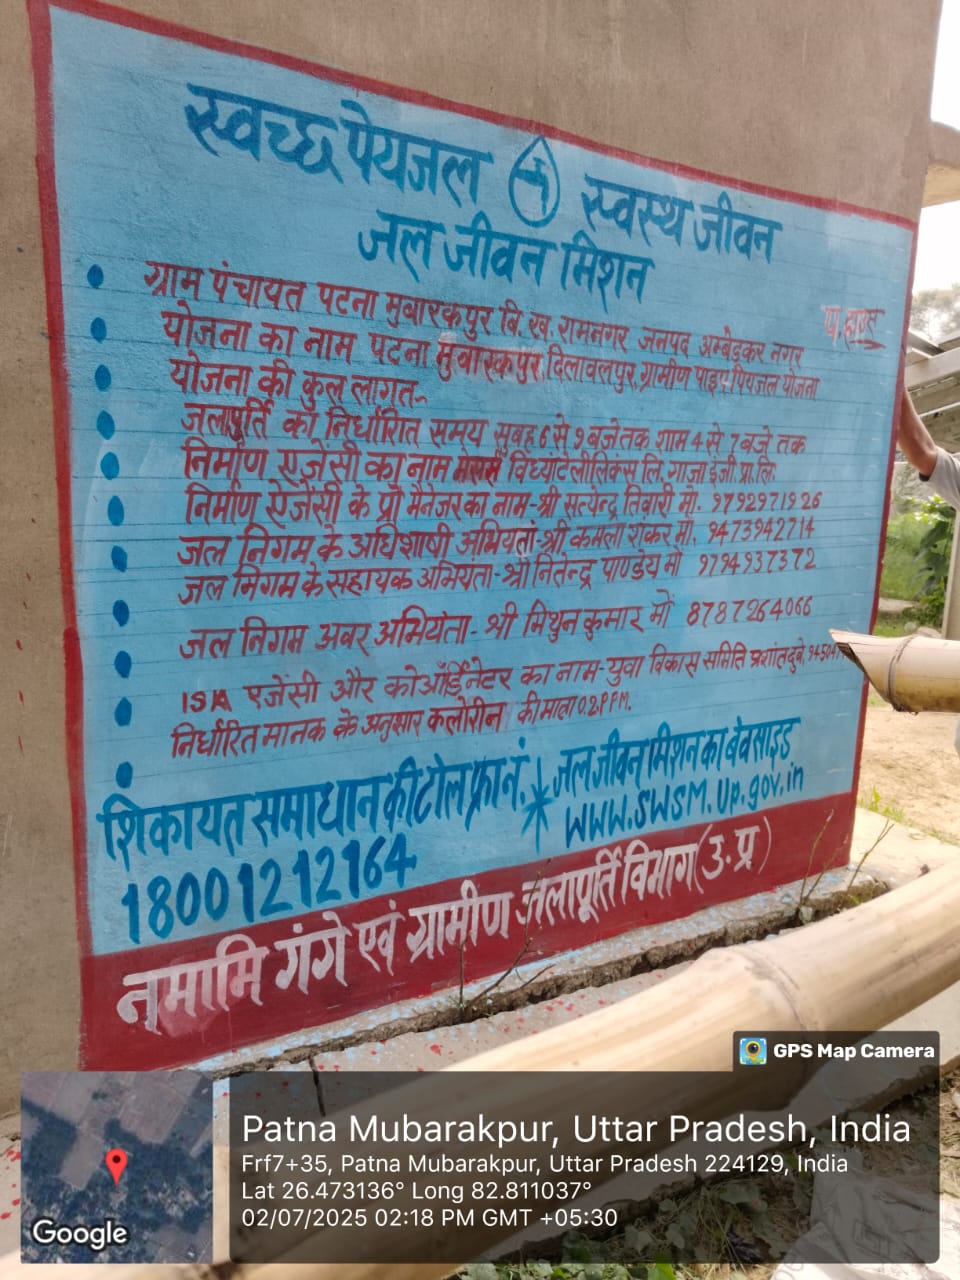 स्वच्छ पेयजल स्वस्थ जीवन
जल जीवन मिशन
ग्राम पंचायत पटना मुबारकपुर बि. ख. रामनगर जनपद अम्बेडकर नगर
योजना का नाम पटना मुबारकपुर दिलावलपुर ग्रामीण पाइप पियजल योजना
योजना की कुल लागत-
जलापुर्ति का निर्धारित समय सुबह 6 से 9 बजे तक शाम 4 से 7 बजे तक
निर्माण एजेंसी का नाम मेसर्स विंध्या टेलीलिंक्स लि. गाजा इंजी प्रा. लि.
निर्माण ऐजेंसी के प्रो मैनेजर का नाम-श्री सत्येन्द्र तिवारी मो. 9792971926
जल निगम के अधिशाषी अभियंता-श्री कमला शंकर मो. 9473942714
जल निगम के सहायक अभियंता-श्री नितेन्द्र पाण्डेय मों 9794937372
जल निगम अवर अभियंता-श्री मिथुन कुमार मों 8787264066
ISA एजेंसी और कोऑर्डिनेटर का नाम-युवा विकास समिति प्रशांत दुबे,
निर्धारित मानक के अनुशार कलोरीन की मात्रा 0.2 PPM.
शिकायत समाधान की टोल फ्रा नं.
18001212164
* जल जीवन मिशन का बेवसाइड
WWW.SWSM.UP.gov.in
नमामि गंगे एवं ग्रामीण जलापूर्ति विभाग (उ. प्र)
GPS Map Camera
Patna Mubarakpur, Uttar Pradesh, India
Frf7+35, Patna Mubarakpur, Uttar Pradesh 224129, India
Lat 26.473136° Long 82.811037°
02/07/2025 02:18 PM GMT +05:30
Google